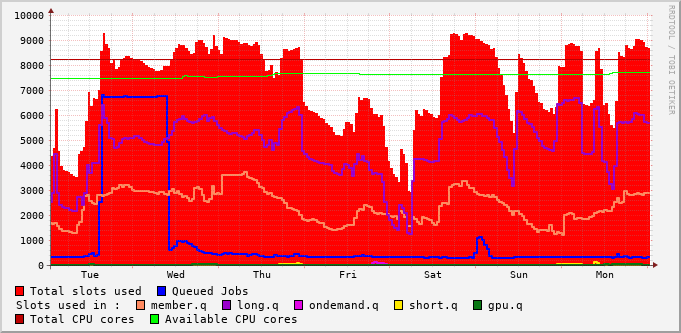 RRDTOOL / TOBI OETIKER
10000
9000
8000
7000
6000
5000
4000
3000
2000
1000
0
Tue Wed Thu Fri Sat Sun Mon
Total slots used Queued Jobs
Slots used in : member.q long.q ondemand.q short.q gpu.q
Total CPU cores Available CPU cores